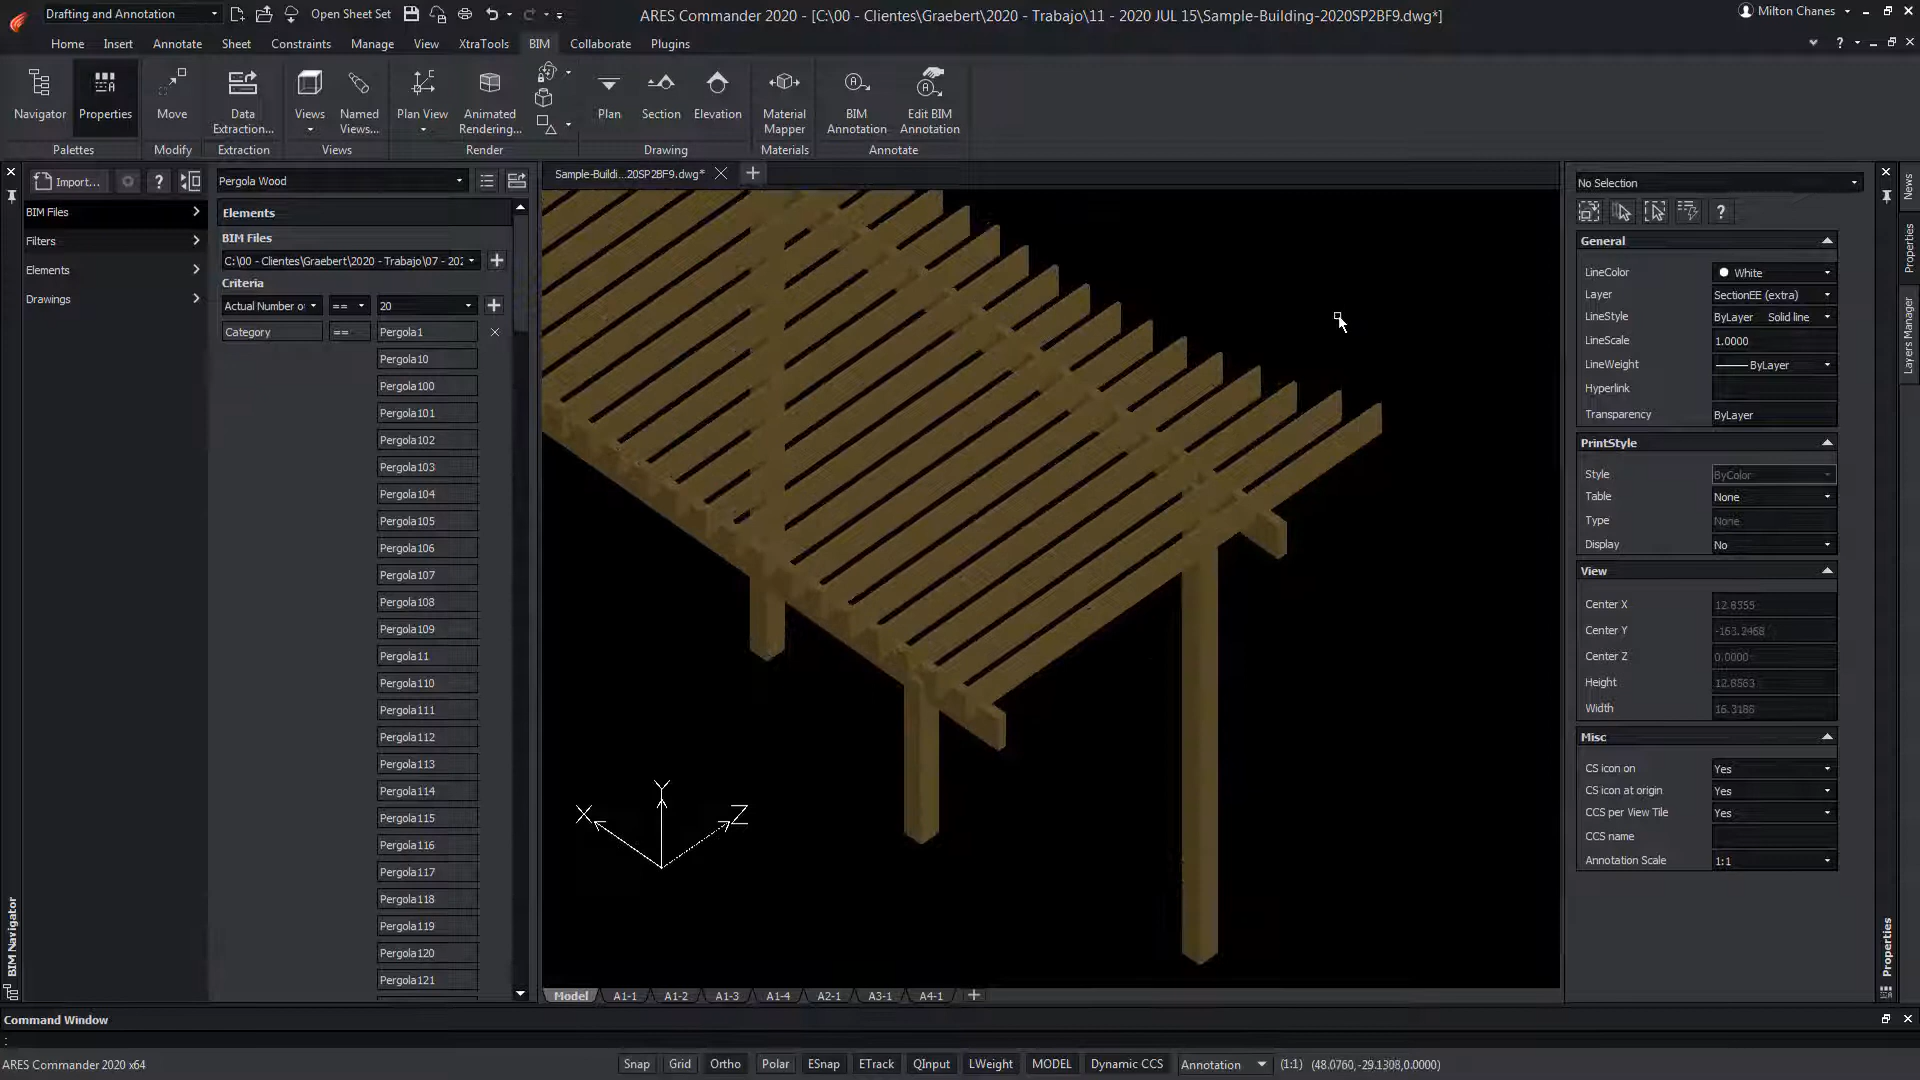 Drafting and Annotation
Open Sheet Set
ARES Commander 2020 - [C:\00 - Clientes\Graebert\2020 - Trabajo\11 - 2020 JUL 15\Sample-Building-2020SP2BF9.dwg*]
Milton Chanes
Home Insert Annotate Sheet Constraints Manage View XtraTools BIM Collaborate Plugins
?
Navigator Properties Move Data Extraction... Views Named Views... Plan View Animated Rendering... Plan Section Elevation Material Mapper BIM Annotation Edit BIM Annotation
Palettes Modify Extraction Views Render Drawing Materials Annotate
Import... ?
Pergola Wood
BIM Files
Filters
Elements
Drawings
BIM Navigator
Elements
BIM Files
C:\00 - Clientes\Graebert\2020 - Trabajo\07 - 202
Criteria
Actual Number o == 20
Category == Pergola1
Pergola10
Pergola100
Pergola101
Pergola102
Pergola103
Pergola104
Pergola105
Pergola106
Pergola107
Pergola108
Pergola109
Pergola11
Pergola110
Pergola111
Pergola112
Pergola113
Pergola114
Pergola115
Pergola116
Pergola117
Pergola118
Pergola119
Pergola120
Pergola121
Sample-Buildi...20SP2BF9.dwg*
X Y Z
Model A1-1 A1-2 A1-3 A1-4 A2-1 A3-1 A4-1
No Selection
?
General
LineColor White
Layer SectionEE (extra)
LineStyle ByLayer Solid line
LineScale 1.0000
LineWeight ByLayer
Hyperlink
Transparency ByLayer
PrintStyle
Style ByColor
Table None
Type None
Display No
View
Center X 12.8355
Center Y -163.2468
Center Z 0.0000
Height 12.8563
Width 16.3186
Misc
CS icon on Yes
CS icon at origin Yes
CCS per View Tile Yes
CCS name
Annotation Scale 1:1
Properties
News
Properties
Layers Manager
Command Window
:
ARES Commander 2020 x64
Snap Grid Ortho Polar ESnap ETrack QInput LWeight MODEL Dynamic CCS Annotation (1:1) (48.0760,-29.1308,0.0000)